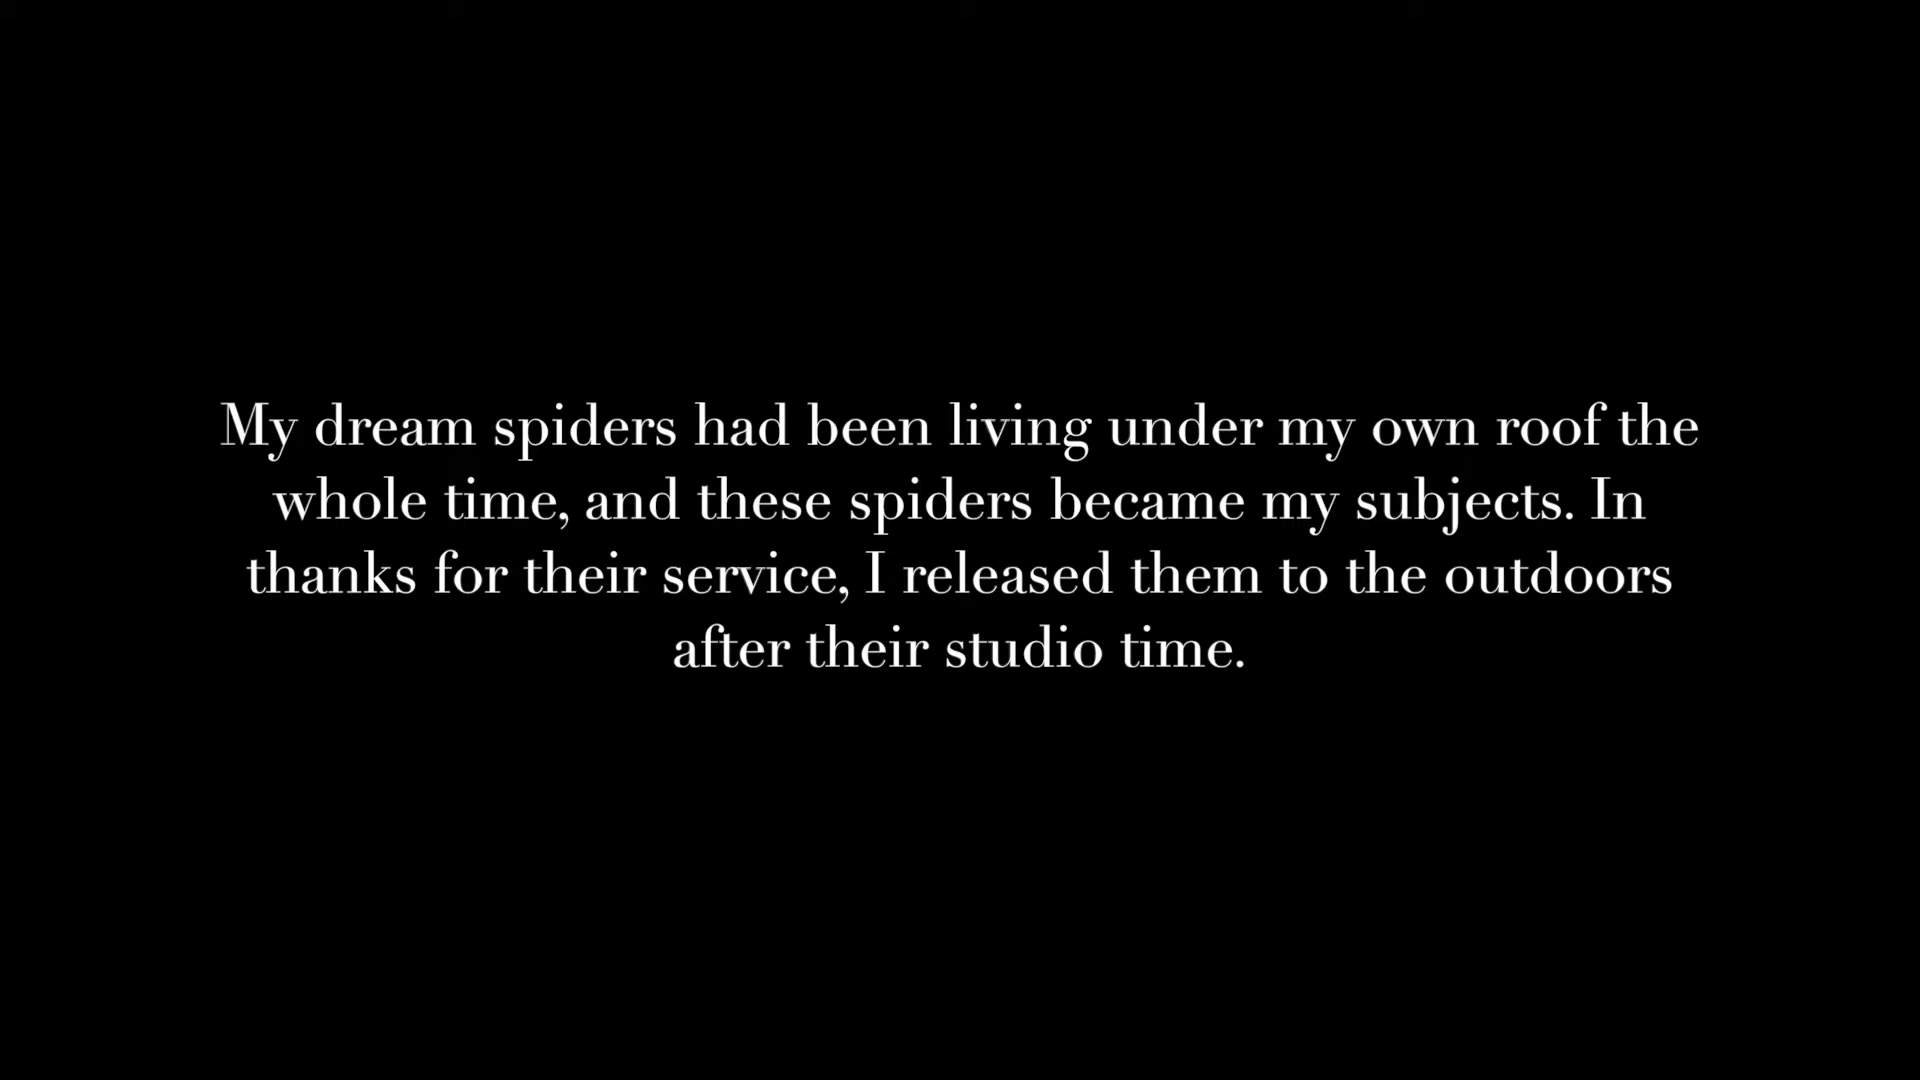 My dream spiders had been living under my own roof the
whole time, and these spiders became my subjects. In
thanks for their service, I released them to the outdoors
after their studio time.